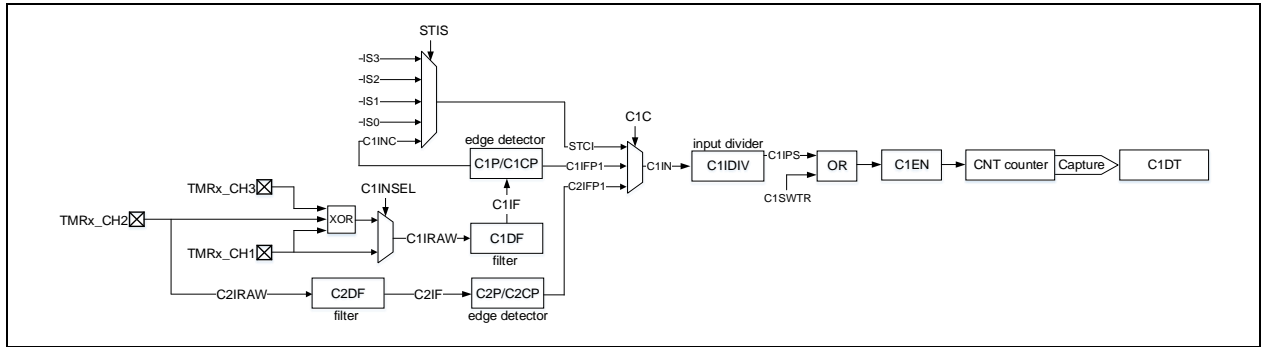 STIS
IS3
IS2
IS1
IS0
C1INC
edge detector
C1P/C1CP
STCI
C1IFP1
C2IFP1
C1C
C1IN
input divider
C1IDIV
C1IPS
OR
C1SWTR
C1EN
CNT counter
Capture
C1DT
TMRx_CH3
C1INSEL
C1IF
TMRx_CH2
XOR
C1IRAW
C1DF
filter
TMRx_CH1
C2IRAW
C2DF
filter
C2IF
C2P/C2CP
edge detector